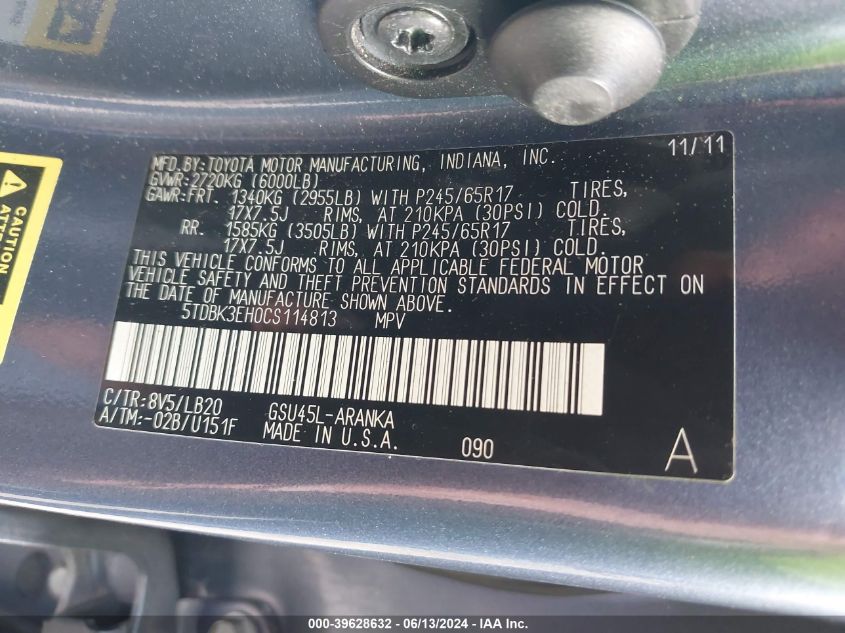 MFD. BY: TOYOTA MOTOR MANUFACTURING, INDIANA, INC. 11/11
GVWR: 2720KG (6000LB)
GAWR: FRT. 1340KG (2955LB) WITH P245/65R17 TIRES,
17X7.5J RIMS, AT 210KPA (30PSI) COLD.
RR. 1585KG (3505LB) WITH P245/65R17 TIRES,
17X7.5J RIMS, AT 210KPA (30PSI) COLD.
THIS VEHICLE CONFORMS TO ALL APPLICABLE FEDERAL MOTOR
VEHICLE SAFETY AND THEFT PREVENTION STANDARDS IN EFFECT ON
THE DATE OF MANUFACTURE SHOWN ABOVE.
5TDBK3EH0CS114813 MPV
C/TR: 8V5/LB20 GSU45L-ARANKA
A/TM: -02B/U151F MADE IN U.S.A. 090 A
CAUTION
000-39628632 - 06/13/2024 - IAA Inc.